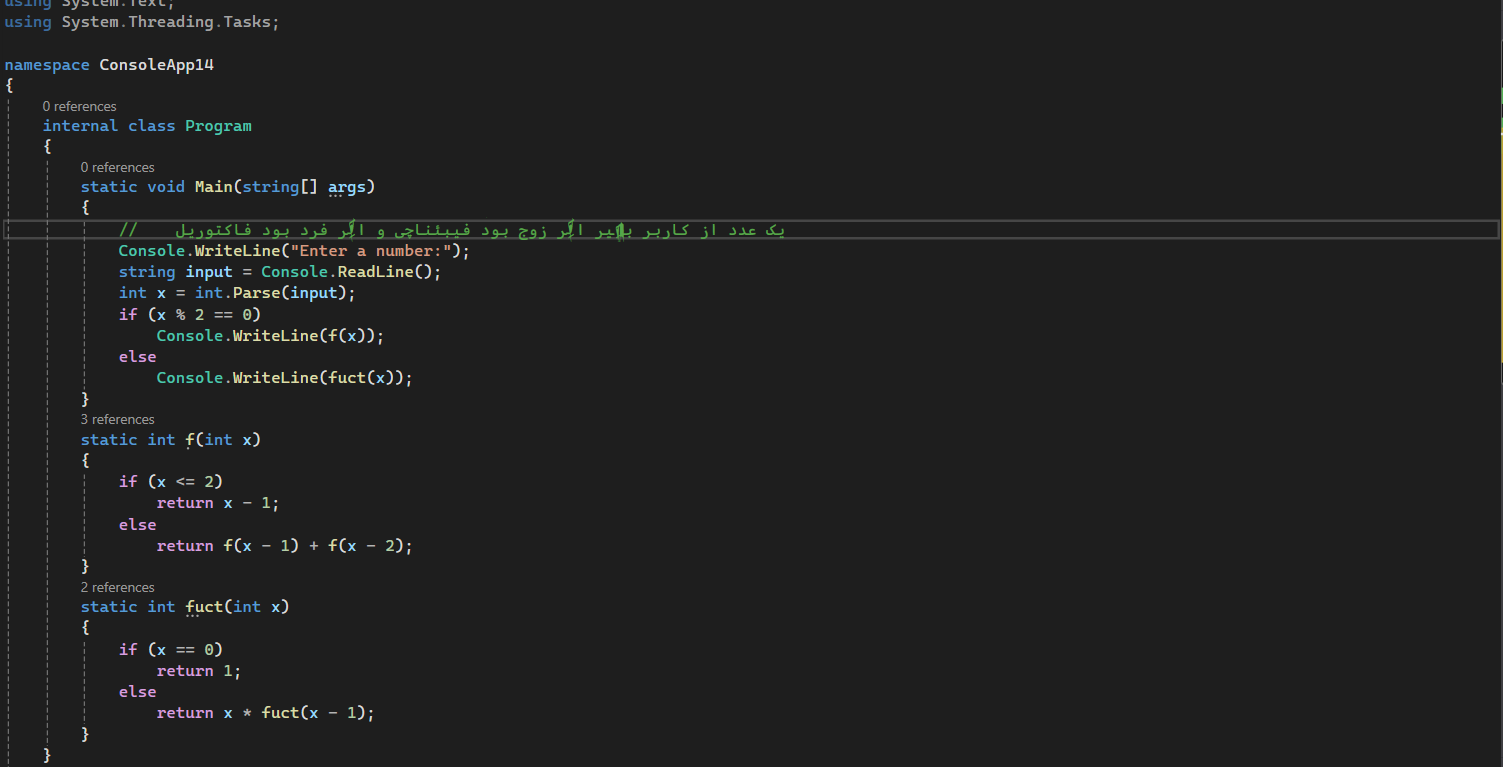 using System.Text;
using System.Threading.Tasks;
namespace ConsoleApp14
{
0 references
internal class Program
{
0 references
static void Main(string[] args)
{
// یک عدد از کاربر بگیر اگر زوج بود فیبئناچی و اگر فرد بود فاکتوریل
Console.WriteLine("Enter a number:");
string input = Console.ReadLine();
int x = int.Parse(input);
if (x % 2 == 0)
Console.WriteLine(f(x));
else
Console.WriteLine(fuct(x));
}
3 references
static int f(int x)
{
if (x <= 2)
return x - 1;
else
return f(x - 1) + f(x - 2);
}
2 references
static int fuct(int x)
{
if (x == 0)
return 1;
else
return x * fuct(x - 1);
}
}